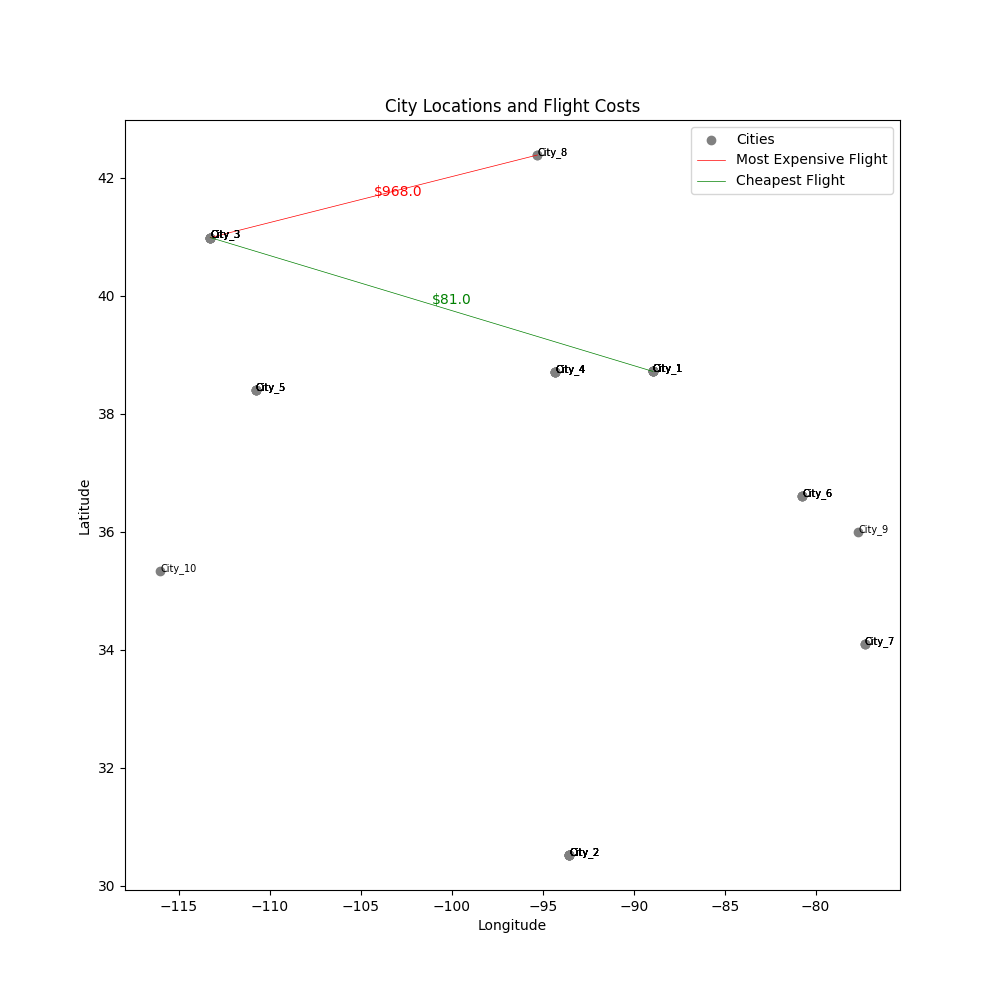 City Locations and Flight Costs
Cities
Most Expensive Flight
Cheapest Flight
City_8
$968.0
City_3
$81.0
City_4
City_1
City_5
City_6
City_9
City_10
City_7
City_2
Latitude
42
40
38
36
34
32
30
−115
−110
−105
−100
−95
−90
−85
−80
Longitude